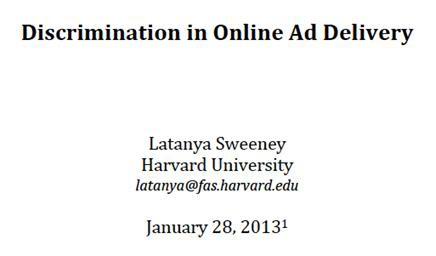 Discrimination in Online Ad Delivery
Latanya Sweeney
Harvard University
latanya@fas.harvard.edu
January 28, 2013¹